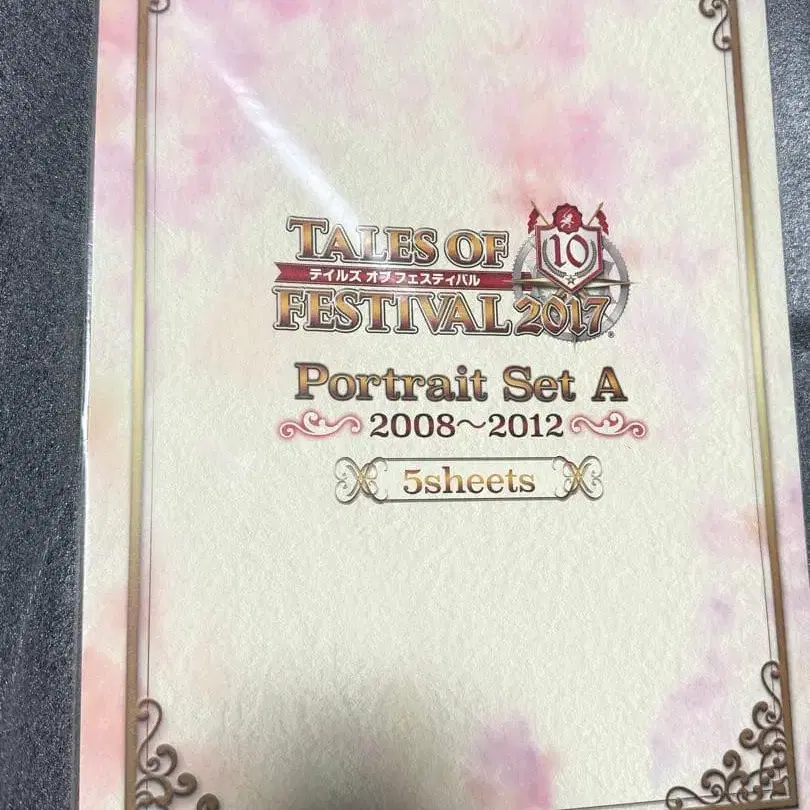 TALES OF
10
テイルズ オブ フェスティバル
FESTIVAL 2017
®
Portrait Set A
2008~2012
5sheets